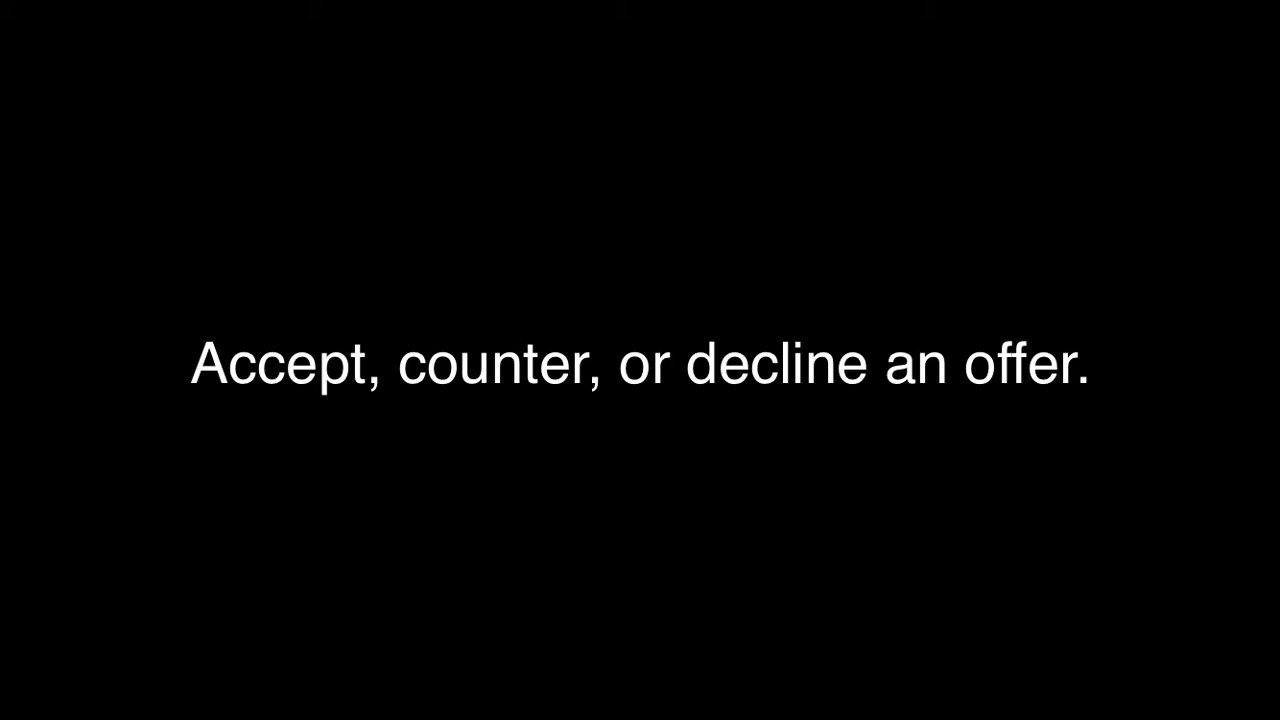 Accept, counter, or decline an offer.